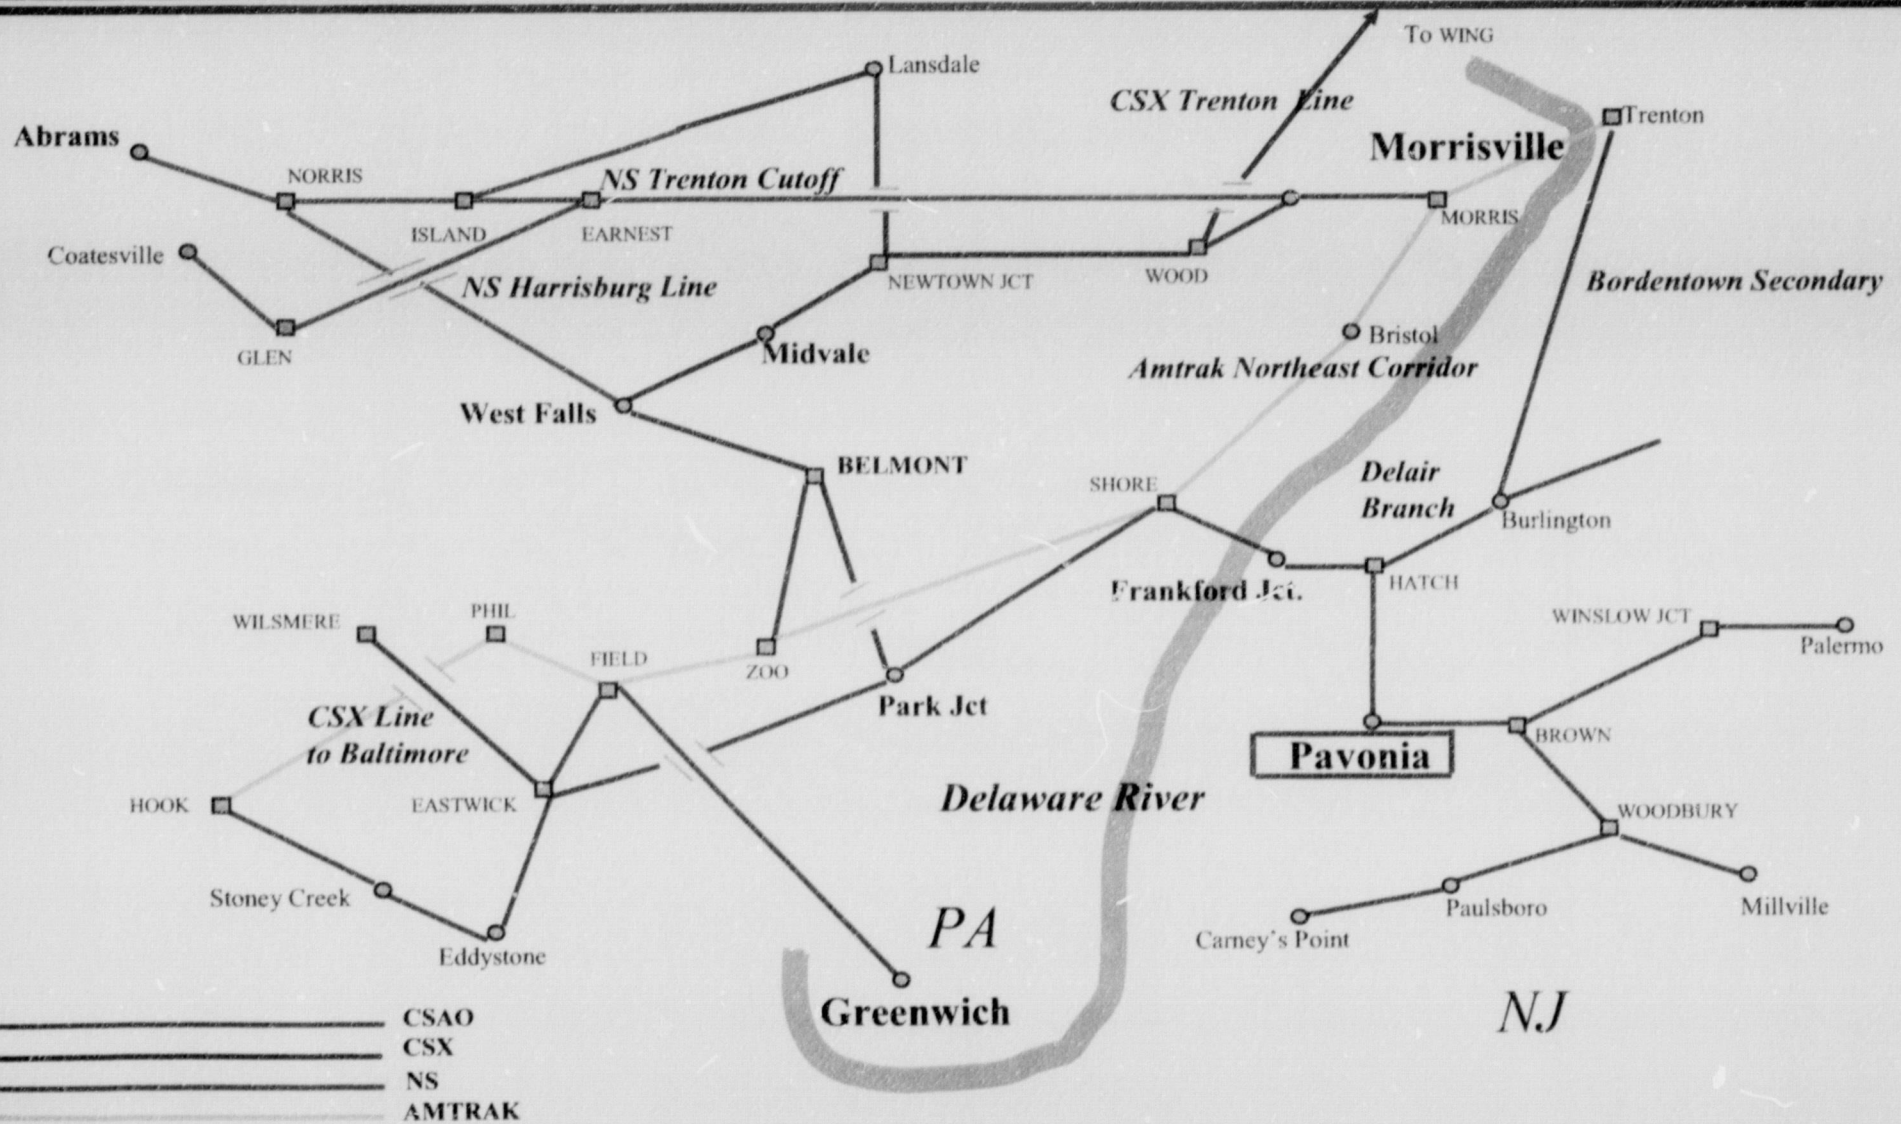 To WING
Lansdale
CSX Trenton Line
Trenton
Abrams
Morrisville
NORRIS
NS Trenton Cutoff
MORRIS
ISLAND
EARNEST
Coatesville
NS Harrisburg Line
NEWTOWN JCT
WOOD
Bordentown Secondary
GLEN
Midvale
Bristol
Amtrak Northeast Corridor
West Falls
BELMONT
SHORE
Delair
Branch
Burlington
Frankford Jct.
HATCH
WILSMERE
PHIL
WINSLOW JCT
Palermo
FIELD
ZOO
Park Jct
CSX Line
to Baltimore
BROWN
Pavonia
HOOK
EASTWICK
Delaware River
WOODBURY
Stoney Creek
PA
Paulsboro
Millville
Carney's Point
Eddystone
Greenwich
NJ
CSAO
CSX
NS
AMTRAK